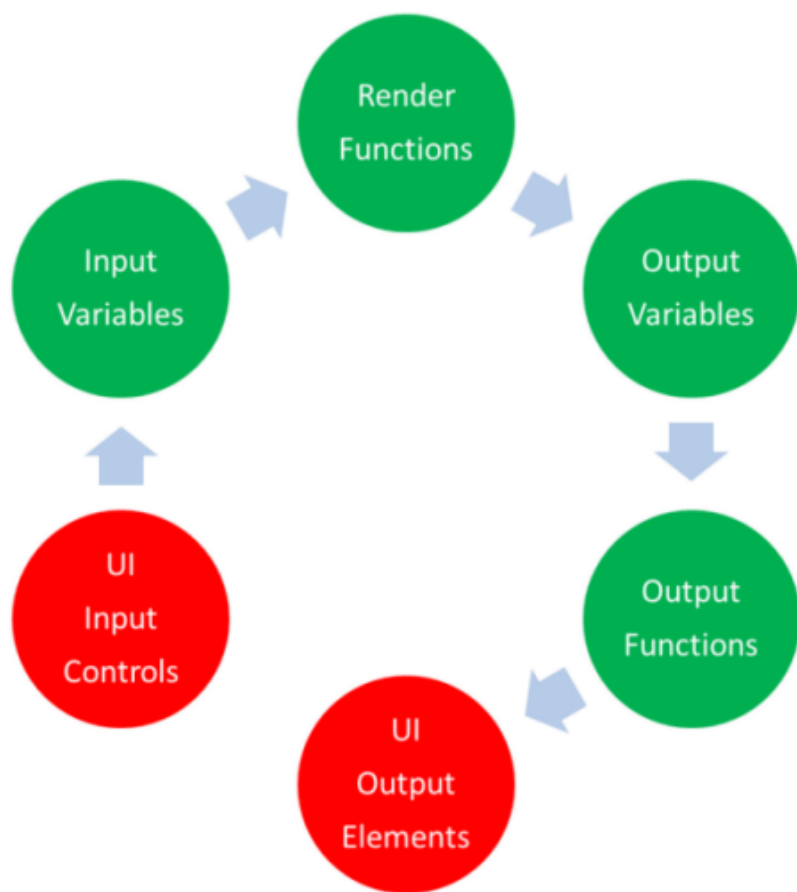 Render
Functions
Input
Variables
Output
Variables
UI
Input
Controls
Output
Functions
UI
Output
Elements